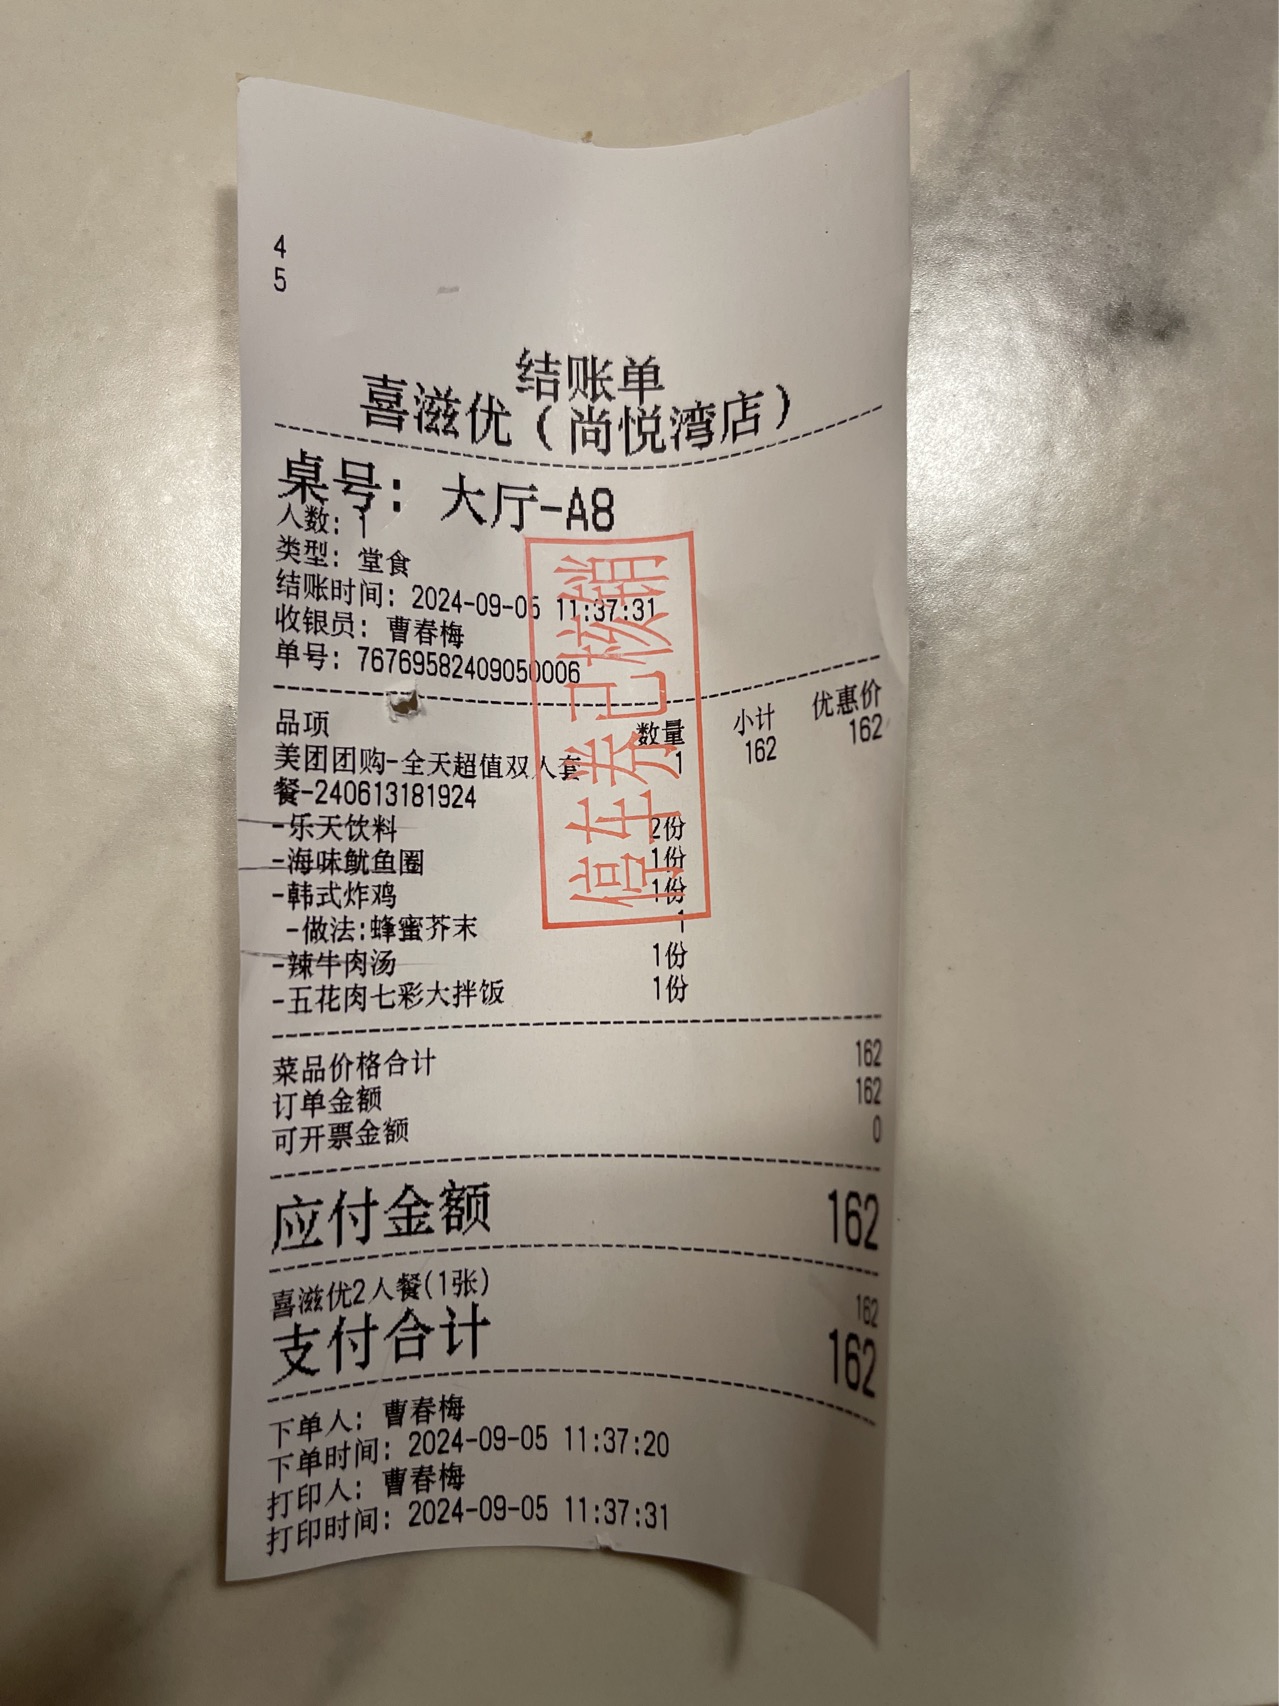 4
5
结账单
喜滋优（尚悦湾店）
桌号: 大厅-A8
人数: 1
类型: 堂食
结账时间: 2024-09-05 11:37:31
收银员: 曹春梅
单号: 76769582409050006
品项 数量 小计 优惠价
美团团购-全天超值双人套 1 162 162
餐-240613181924
-乐天饮料 2份
-海味鱿鱼圈 1份
-韩式炸鸡 1份
-做法:蜂蜜芥末 1
-辣牛肉汤 1份
-五花肉七彩大拌饭 1份
菜品价格合计 162
订单金额 162
可开票金额 0
应付金额 162
喜滋优2人餐(1张) 162
支付合计 162
下单人: 曹春梅
下单时间: 2024-09-05 11:37:20
打印人: 曹春梅
打印时间: 2024-09-05 11:37:31
停车券已核销